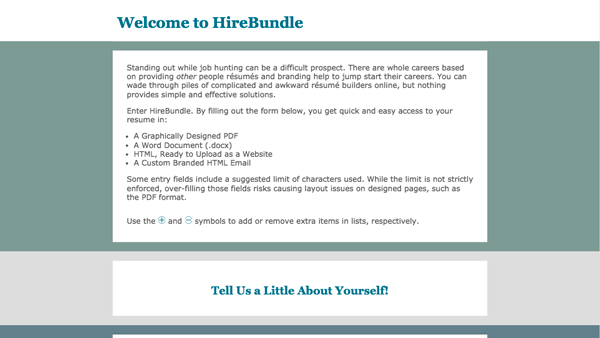 Welcome to HireBundle
Standing out while job hunting can be a difficult prospect. There are whole careers based
on providing other people résumés and branding help to jump start their careers. You can
wade through piles of complicated and awkward résumé builders online, but nothing
provides simple and effective solutions.
Enter HireBundle. By filling out the form below, you get quick and easy access to your
resume in:
• A Graphically Designed PDF
• A Word Document (.docx)
• HTML, Ready to Upload as a Website
• A Custom Branded HTML Email
Some entry fields include a suggested limit of characters used. While the limit is not strictly
enforced, over-filling those fields risks causing layout issues on designed pages, such as
the PDF format.
Use the ⊕ and ⊖ symbols to add or remove extra items in lists, respectively.
Tell Us a Little About Yourself!